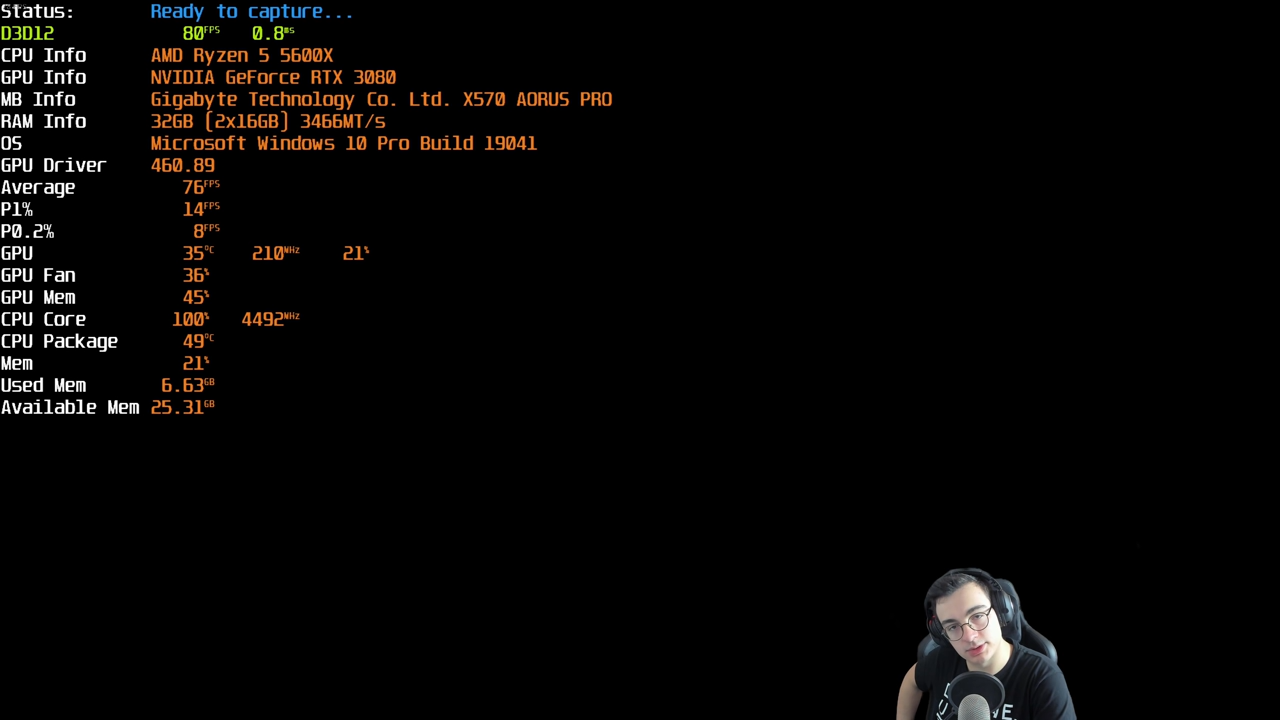 Status: Ready to capture...
D3D12 80FPS 0.8ms
CPU Info AMD Ryzen 5 5600X
GPU Info NVIDIA GeForce RTX 3080
MB Info Gigabyte Technology Co. Ltd. X570 AORUS PRO
RAM Info 32GB (2x16GB) 3466MT/s
OS Microsoft Windows 10 Pro Build 19041
GPU Driver 460.89
Average 76FPS
P1% 14FPS
P0.2% 8FPS
GPU 35°C 210MHz 21%
GPU Fan 36%
GPU Mem 45%
CPU Core 100% 4492MHz
CPU Package 49°C
Mem 21%
Used Mem 6.63GB
Available Mem 25.31GB